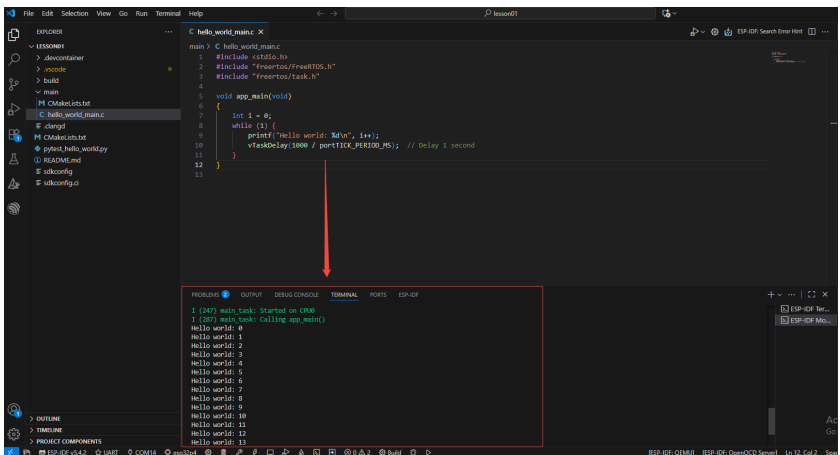 File Edit Selection View Go Run Terminal Help
lesson01
EXPLORER
LESSON01
.devcontainer
.vscode
build
main
CMakeLists.txt
hello_world_main.c
.clangd
CMakeLists.txt
pytest_hello_world.py
README.md
sdkconfig
sdkconfig.ci
OUTLINE
TIMELINE
PROJECT COMPONENTS
hello_world_main.c
ESP-IDF: Search Error Hint
main > hello_world_main.c
1 #include <stdio.h>
2 #include "freertos/FreeRTOS.h"
3 #include "freertos/task.h"
4
5 void app_main(void)
6 {
7 int i = 0;
8 while (1) {
9 printf("Hello world: %d\n", i++);
10 vTaskDelay(1000 / portTICK_PERIOD_MS); // Delay 1 second
11 }
12 }
13
PROBLEMS 2 OUTPUT DEBUG CONSOLE TERMINAL PORTS ESP-IDF
I (247) main_task: Started on CPU0
I (287) main_task: Calling app_main()
Hello world: 0
Hello world: 1
Hello world: 2
Hello world: 3
Hello world: 4
Hello world: 5
Hello world: 6
Hello world: 7
Hello world: 8
Hello world: 9
Hello world: 10
Hello world: 11
Hello world: 12
Hello world: 13
ESP-IDF Ter...
ESP-IDF Mo...
Ac
Go
ESP-IDF v5.4.2 UART COM14 esp32p4 0 2 Build [ESP-IDF: QEMU] [ESP-IDF: OpenOCD Server] Ln 12, Col 2 Spac